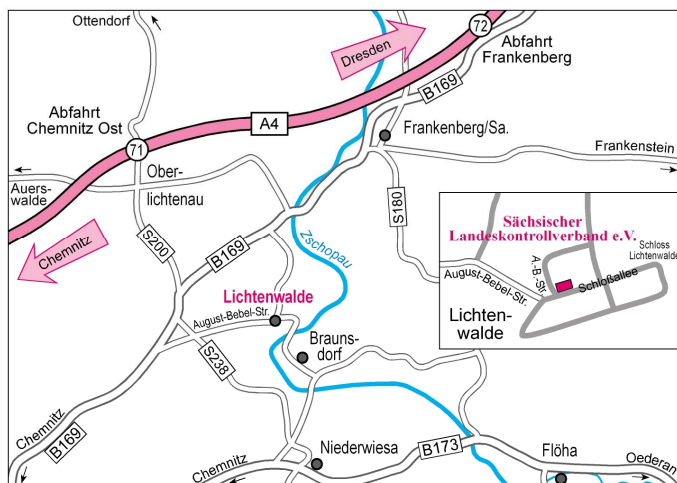 Ottendorf
72
Dresden
Abfahrt
Frankenberg
B169
Abfahrt
Chemnitz Ost
A4
71
Frankenberg/Sa.
Frankenstein
Ober-
lichtenau
Auers-
walde
S180
Chemnitz
S200
B169
Zschopau
Sächsischer
Landeskontrollverband e.V.
Schloss
Lichtenwalde
A.-B.-Str.
Schloßallee
August-Bebel-Str.
Lichten-
walde
Lichtenwalde
August-Bebel-Str.
Brauns-
dorf
S238
Chemnitz
B169
Niederwiesa
B173
Flöha
Oederan
Chemnitz